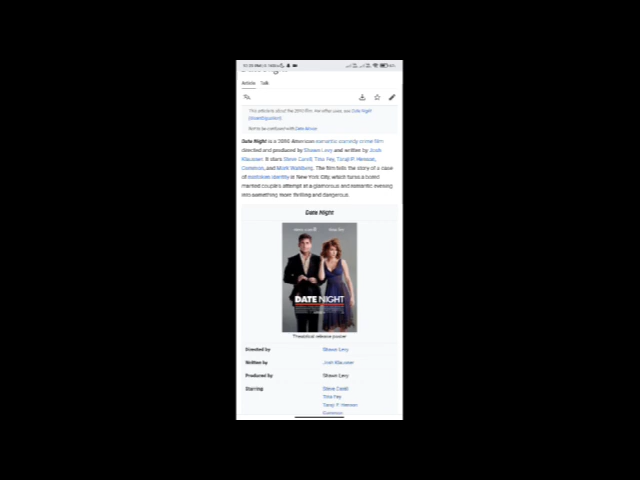 Article Talk
This article is about the 2010 film. For other uses, see Date Night
(disambiguation).
Not to be confused with Date
Date Night is a 2010 American romantic comedy crime film
directed and produced by Shawn Levy and written by Josh
Klausner. It stars Steve Carell, Tina Fey, Taraji P. Henson,
Common, and Mark Wahlberg. The film tells the story of a case
of mistaken identity in New York City, which turns a bored
married couple's attempt at a glamorous and romantic evening
into something more thrilling and dangerous.
Date Night
DATE NIGHT
Theatrical release poster
Directed by Shawn Levy
Written by Josh Klausner
Produced by Shawn Levy
Starring Steve Carell
Tina Fey
Taraji P. Henson
Common